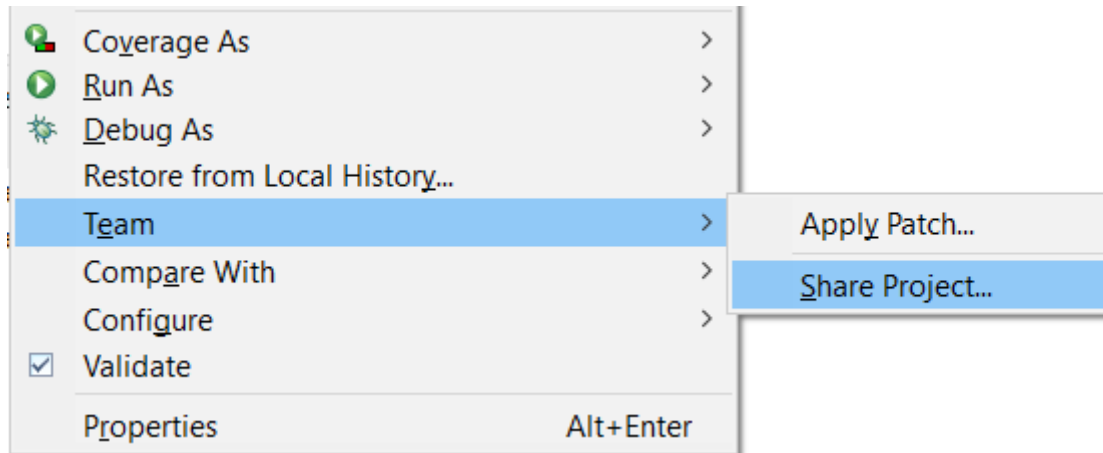 Coverage As
Run As
Debug As
Restore from Local History...
Team
Apply Patch...
Compare With
Share Project...
Configure
Validate
Properties Alt+Enter